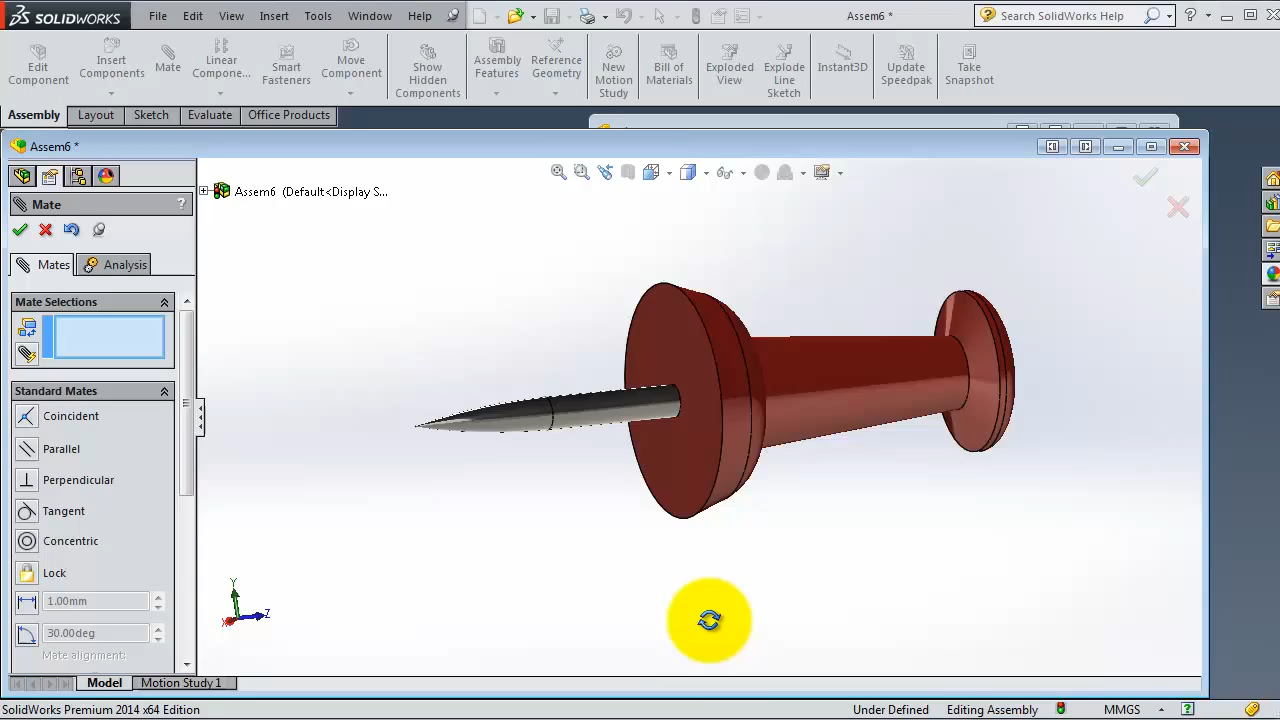 SOLIDWORKS File Edit View Insert Tools Window Help Assem6 * Search SolidWorks Help ?
Edit Component
Insert Components
Mate
Linear Compone...
Smart Fasteners
Move Component
Show Hidden Components
Assembly Features
Reference Geometry
New Motion Study
Bill of Materials
Exploded View
Explode Line Sketch
Instant3D
Update Speedpak
Take Snapshot
Assembly Layout Sketch Evaluate Office Products
Assem6 *
Assem6 (Default<Display S...
Mate ?
Mates Analysis
Mate Selections
Standard Mates
Coincident
Parallel
Perpendicular
Tangent
Concentric
Lock
1.00mm
30.00deg
Mate alignment:
Y
X
Z
Model Motion Study 1
SolidWorks Premium 2014 x64 Edition Under Defined Editing Assembly MMGS ?